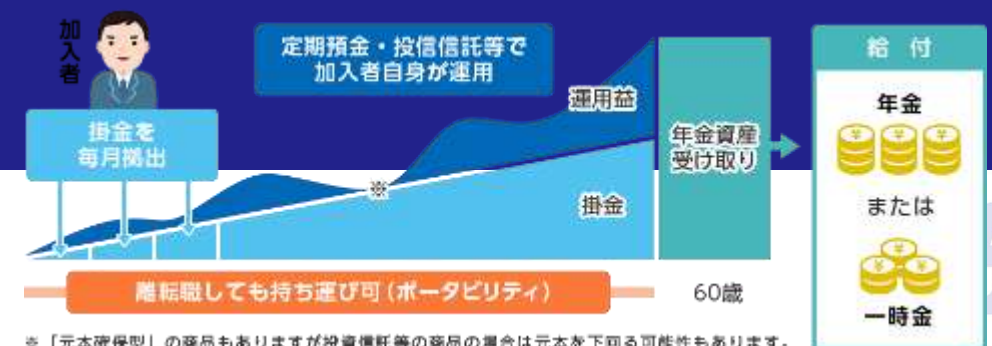 加入者
定期預金・投信信託等で
加入者自身が運用
掛金を
毎月拠出
運用益
※
掛金
年金資産
受け取り
給付
年金
または
一時金
離転職しても持ち運び可(ポータビリティ)
60歳
※「元本確保型」の商品もありますが投資信託等の商品の場合は元本を下回る可能性もあります。